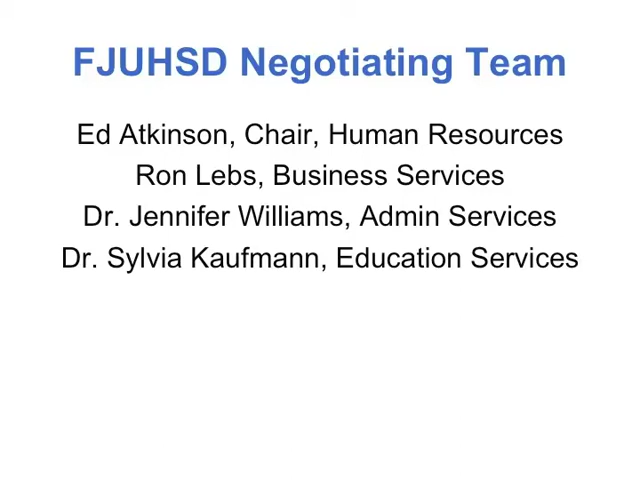 FJUHSD Negotiating Team
Ed Atkinson, Chair, Human Resources
Ron Lebs, Business Services
Dr. Jennifer Williams, Admin Services
Dr. Sylvia Kaufmann, Education Services